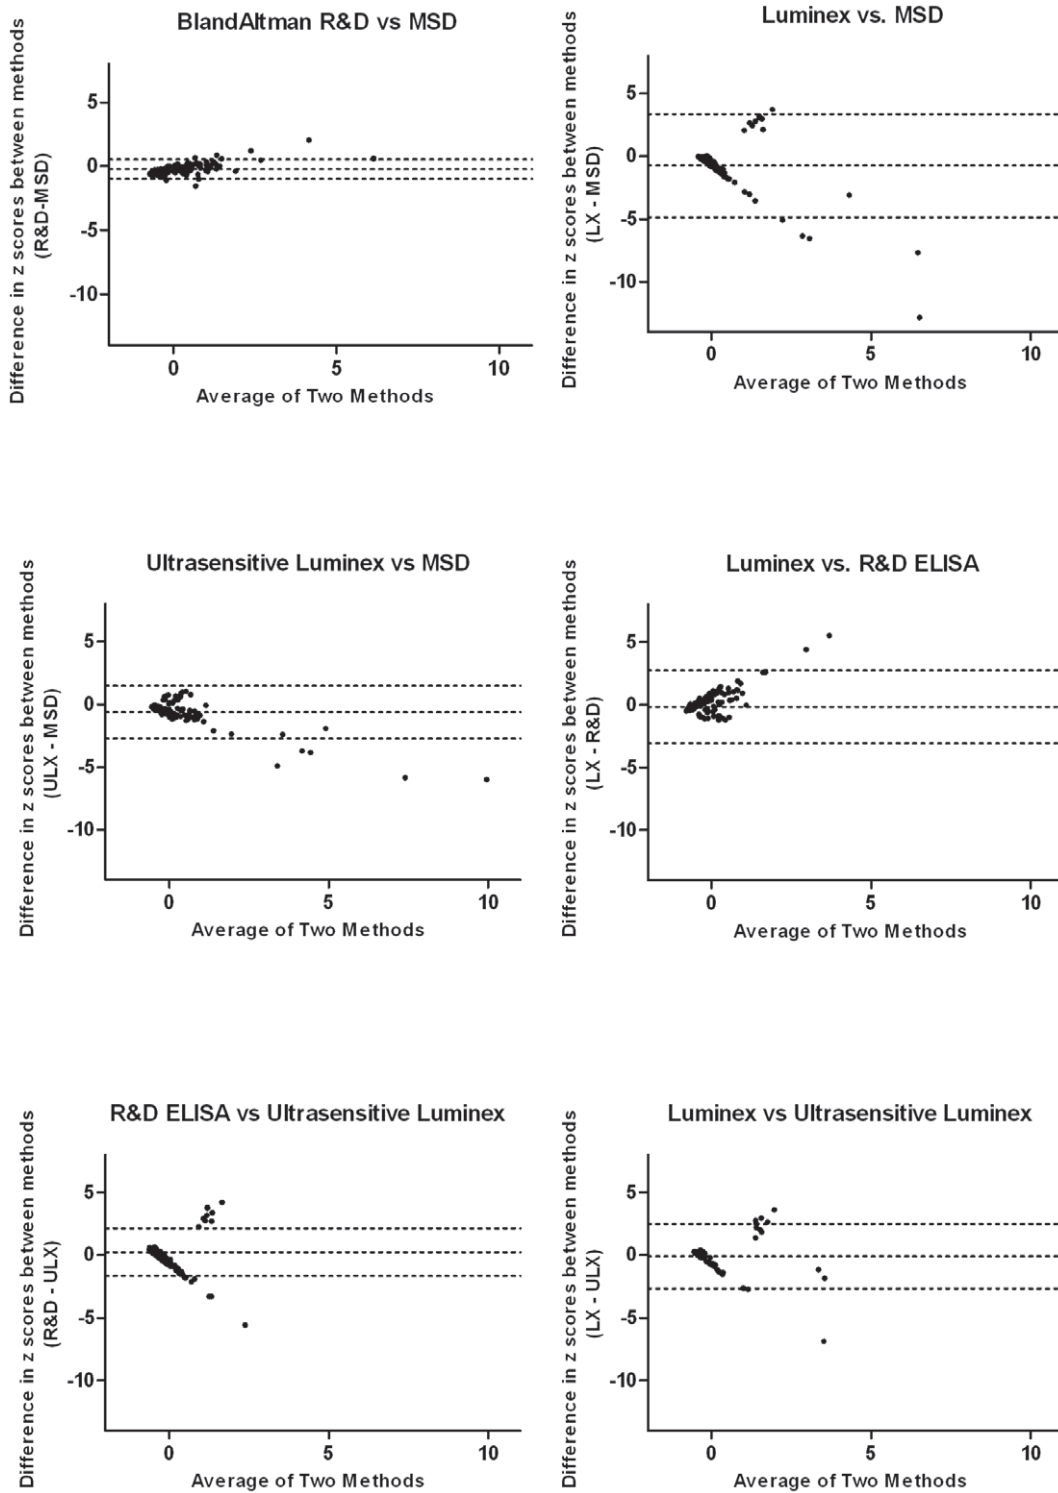 BlandAltman R&D vs MSD
Difference in z scores between methods
(R&D-MSD)
5
0
-5
-10
0 5 10
Average of Two Methods
Luminex vs. MSD
Difference in z scores between methods
(LX - MSD)
5
0
-5
-10
0 5 10
Average of Two Methods
Ultrasensitive Luminex vs MSD
Difference in z scores between methods
(ULX - MSD)
5
0
-5
-10
0 5 10
Average of Two Methods
Luminex vs. R&D ELISA
Difference in z scores between methods
(LX - R&D)
5
0
-5
-10
0 5 10
Average of Two Methods
R&D ELISA vs Ultrasensitive Luminex
Difference in z scores between methods
(R&D - ULX)
5
0
-5
-10
0 5 10
Average of Two Methods
Luminex vs Ultrasensitive Luminex
Difference in z scores between methods
(LX - ULX)
5
0
-5
-10
0 5 10
Average of Two Methods